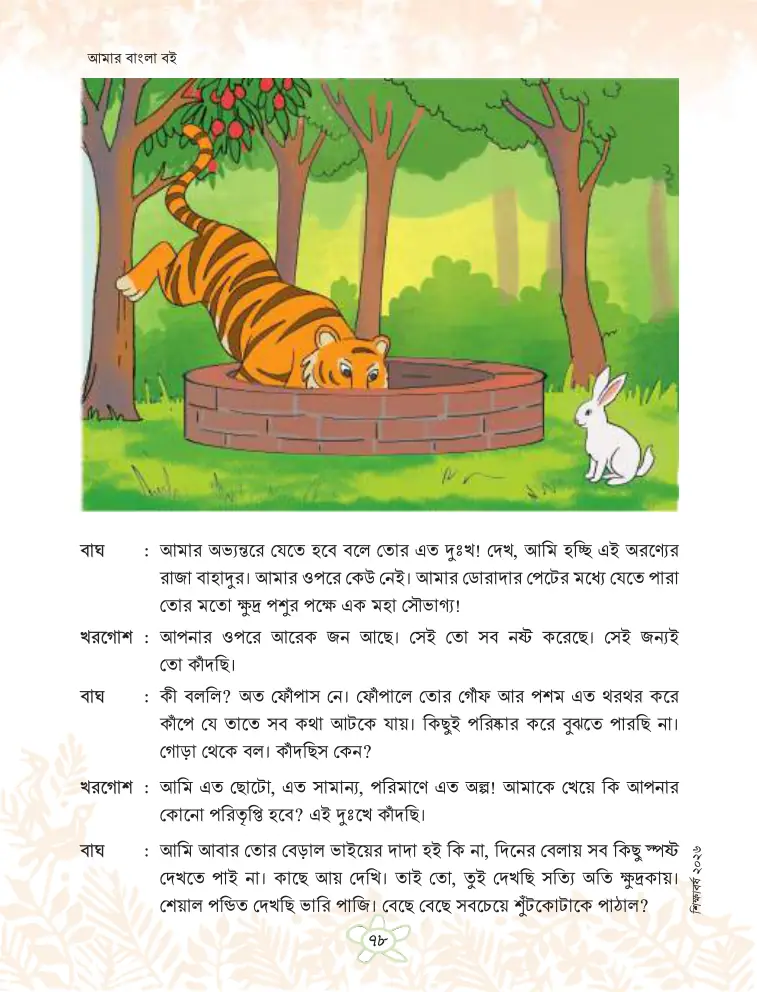 আমার বাংলা বই
বাঘ : আমার অভ্যন্তরে যেতে হবে বলে তোর এত দুঃখ! দেখ, আমি হচ্ছি এই অরণ্যের
রাজা বাহাদুর। আমার ওপরে কেউ নেই। আমার ডোরাদার পেটের মধ্যে যেতে পারা
তোর মতো ক্ষুদ্র পশুর পক্ষে এক মহা সৌভাগ্য!
খরগোশ : আপনার ওপরে আরেক জন আছে। সেই তো সব নষ্ট করেছে। সেই জন্যই
তো কাঁদছি।
বাঘ : কী বললি? অত ফোঁপাস নে। ফোঁপালে তোর গোঁফ আর পশম এত থরথর করে
কাঁপে যে তাতে সব কথা আটকে যায়। কিছুই পরিষ্কার করে বুঝতে পারছি না।
গোড়া থেকে বল। কাঁদছিস কেন?
খরগোশ : আমি এত ছোটো, এত সামান্য, পরিমাণে এত অল্প! আমাকে খেয়ে কি আপনার
কোনো পরিতৃপ্তি হবে? এই দুঃখে কাঁদছি।
বাঘ : আমি আবার তোর বেড়াল ভাইয়ের দাদা হই কি না, দিনের বেলায় সব কিছু স্পষ্ট
দেখতে পাই না। কাছে আয় দেখি। তাই তো, তুই দেখছি সত্যি অতি ক্ষুদ্রকায়।
শেয়াল পণ্ডিত দেখছি ভারি পাজি। বেছে বেছে সবচেয়ে শুঁটকোটাকে পাঠাল?
৭৮
শিক্ষাবর্ষ ২০২৬